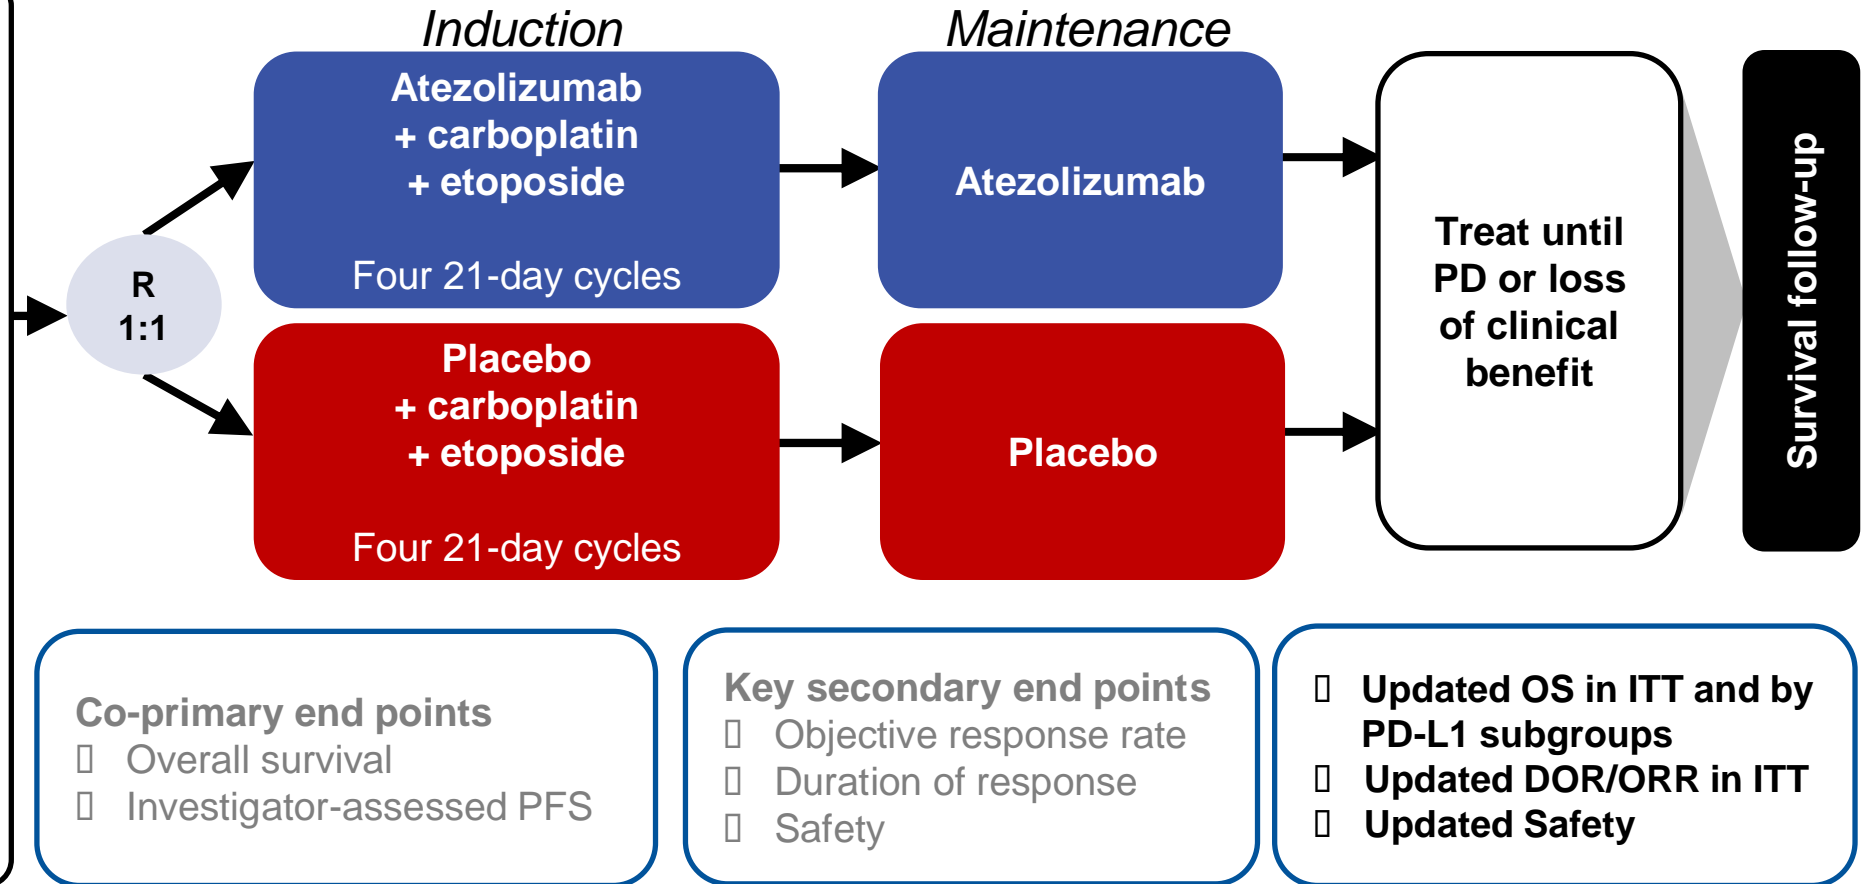 Induction
Maintenance
Atezolizumab
+ carboplatin
+ etoposide
Four 21-day cycles
Atezolizumab
R
1:1
Placebo
+ carboplatin
+ etoposide
Four 21-day cycles
Placebo
Treat until
PD or loss
of clinical
benefit
Survival follow-up
Co-primary end points
▯ Overall survival
▯ Investigator-assessed PFS
Key secondary end points
▯ Objective response rate
▯ Duration of response
▯ Safety
▯ Updated OS in ITT and by
PD-L1 subgroups
▯ Updated DOR/ORR in ITT
▯ Updated Safety